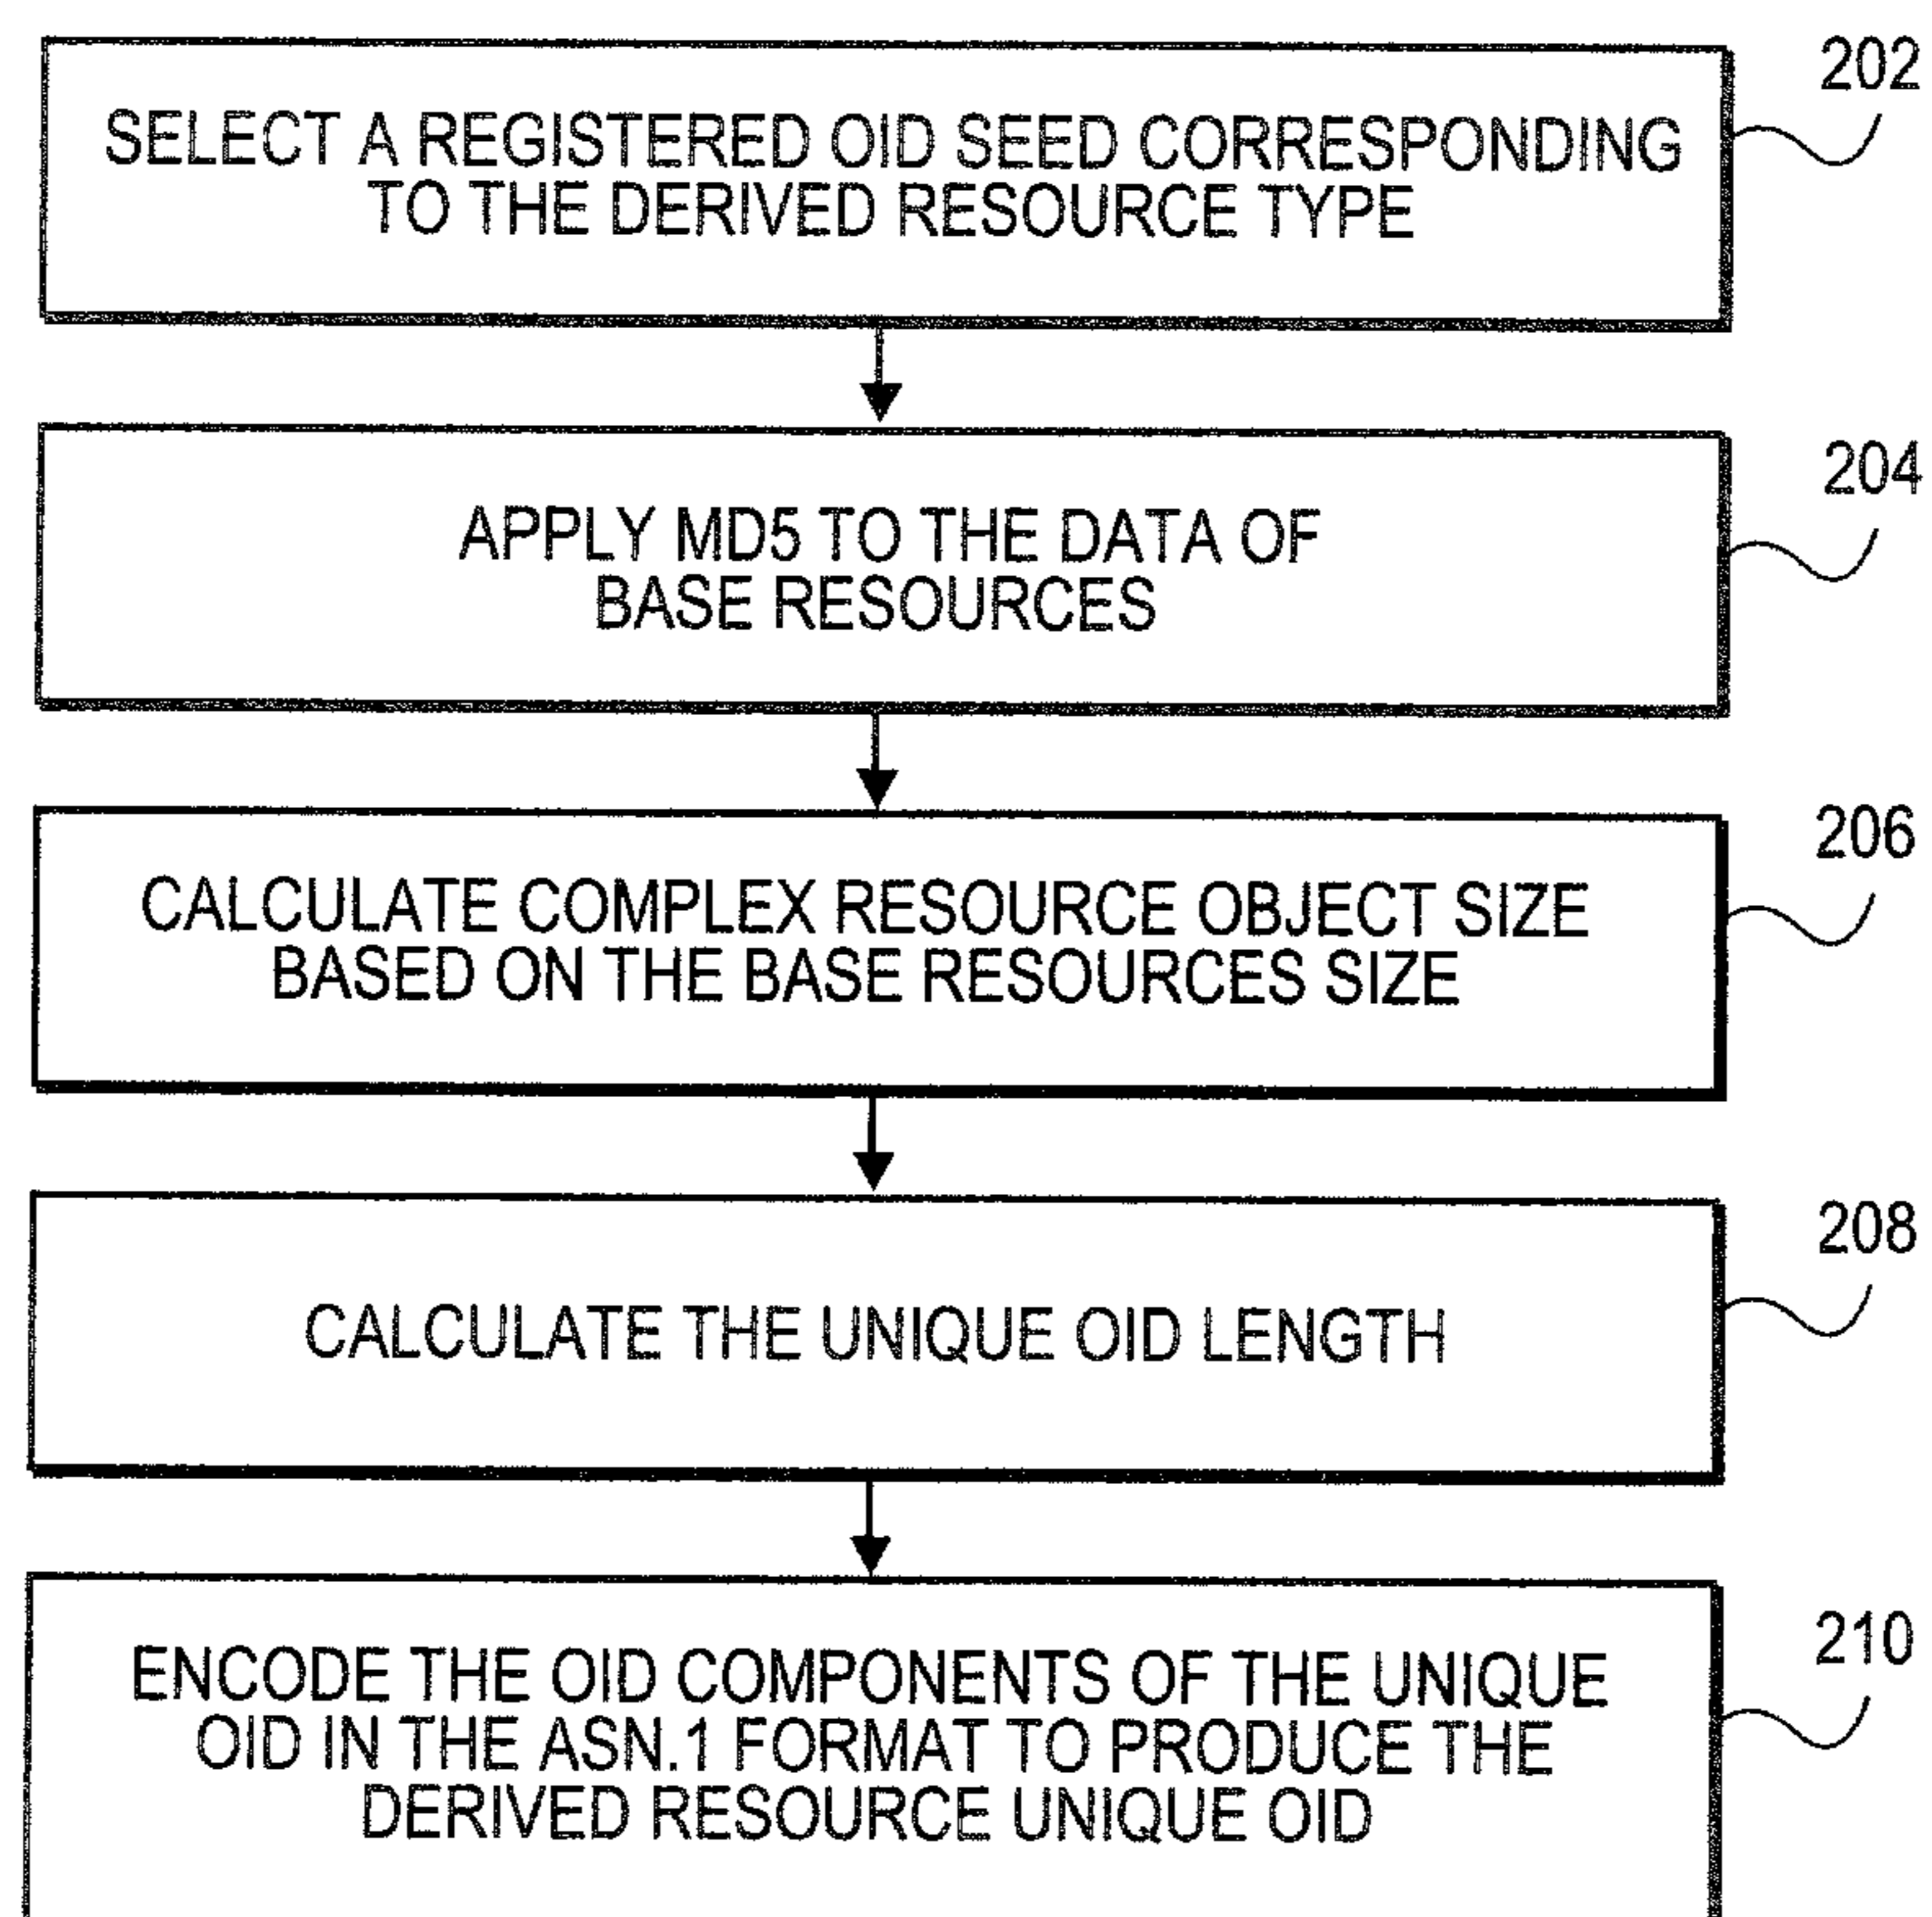 202
SELECT A REGISTERED OID SEED CORRESPONDING
TO THE DERIVED RESOURCE TYPE
204
APPLY MD5 TO THE DATA OF
BASE RESOURCES
206
CALCULATE COMPLEX RESOURCE OBJECT SIZE
BASED ON THE BASE RESOURCES SIZE
208
CALCULATE THE UNIQUE OID LENGTH
210
ENCODE THE OID COMPONENTS OF THE UNIQUE
OID IN THE ASN.1 FORMAT TO PRODUCE THE
DERIVED RESOURCE UNIQUE OID